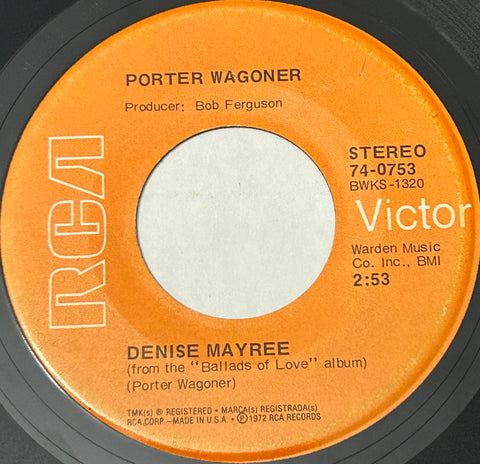 PORTER WAGONER
Producer: Bob Ferguson
RCA
STEREO
74-0753
BWKS-1320
Victor
Warden Music
Co. Inc., BMI
2:53
DENISE MAYREE
(from the "Ballads of Love" album)
(Porter Wagoner)
TMK(s) ® REGISTERED • MARCA(s) REGISTRADA(s)
RCA CORP.–MADE IN U.S.A. • ℗ 1972 RCA RECORDS